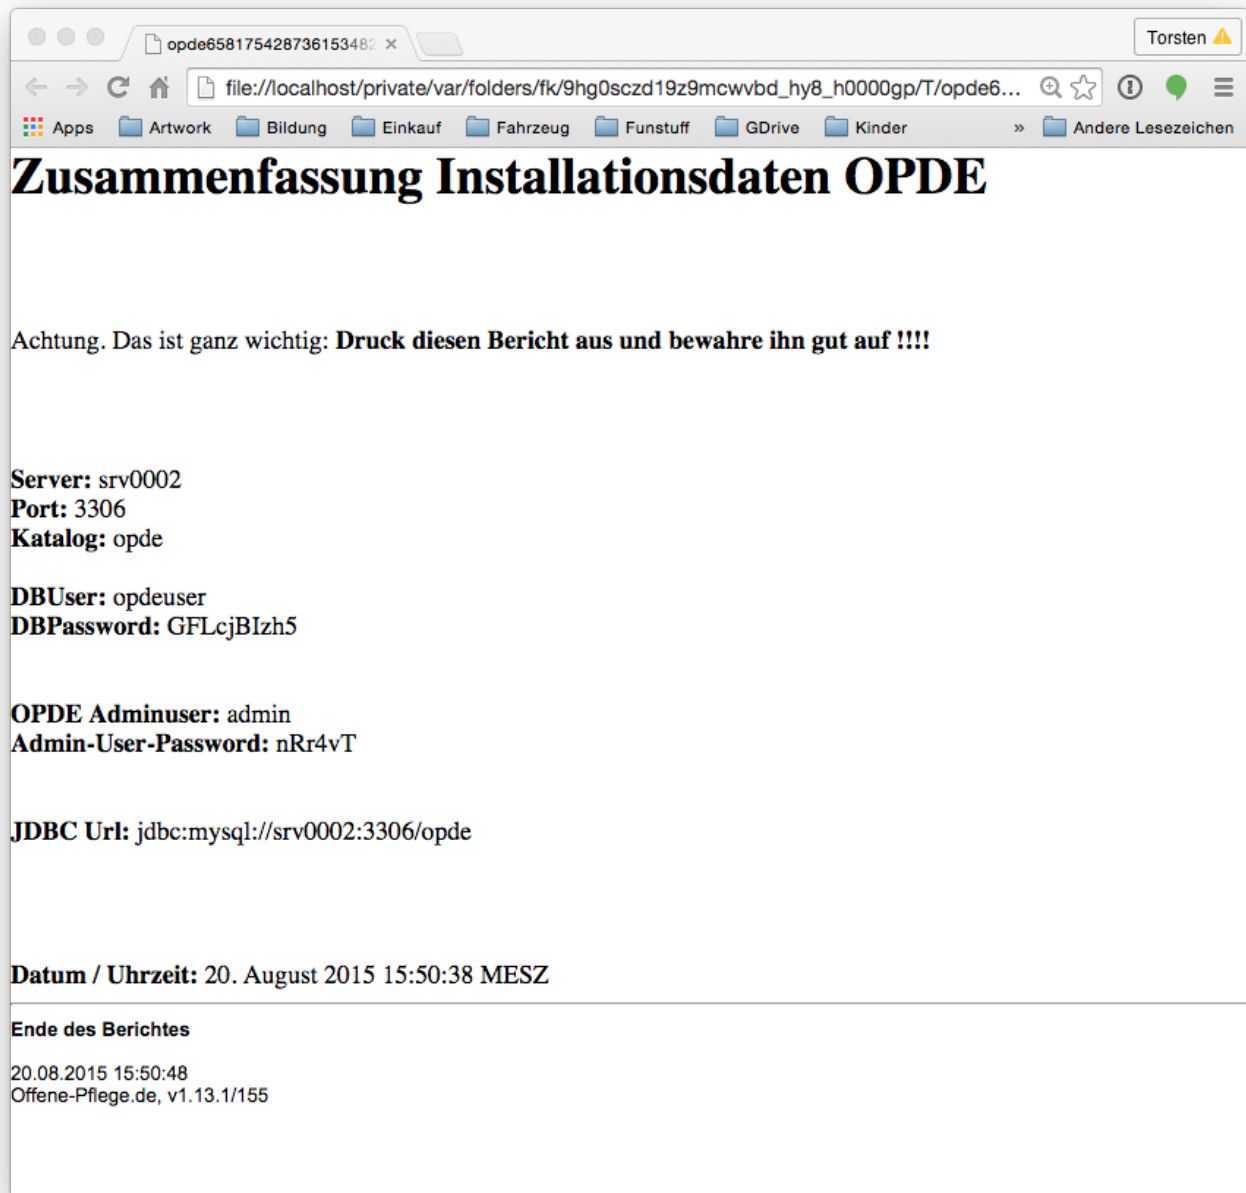 opde658175428736153482
Torsten
file://localhost/private/var/folders/fk/9hg0sczd19z9mcwvbd_hy8_h0000gp/T/opde6...
Apps Artwork Bildung Einkauf Fahrzeug Funstuff GDrive Kinder » Andere Lesezeichen
Zusammenfassung Installationsdaten OPDE
Achtung. Das ist ganz wichtig: Druck diesen Bericht aus und bewahre ihn gut auf !!!!
Server: srv0002
Port: 3306
Katalog: opde
DBUser: opdeuser
DBPassword: GFLcjBIzh5
OPDE Adminuser: admin
Admin-User-Password: nRr4vT
JDBC Url: jdbc:mysql://srv0002:3306/opde
Datum / Uhrzeit: 20. August 2015 15:50:38 MESZ
Ende des Berichtes
20.08.2015 15:50:48
Offene-Pflege.de, v1.13.1/155